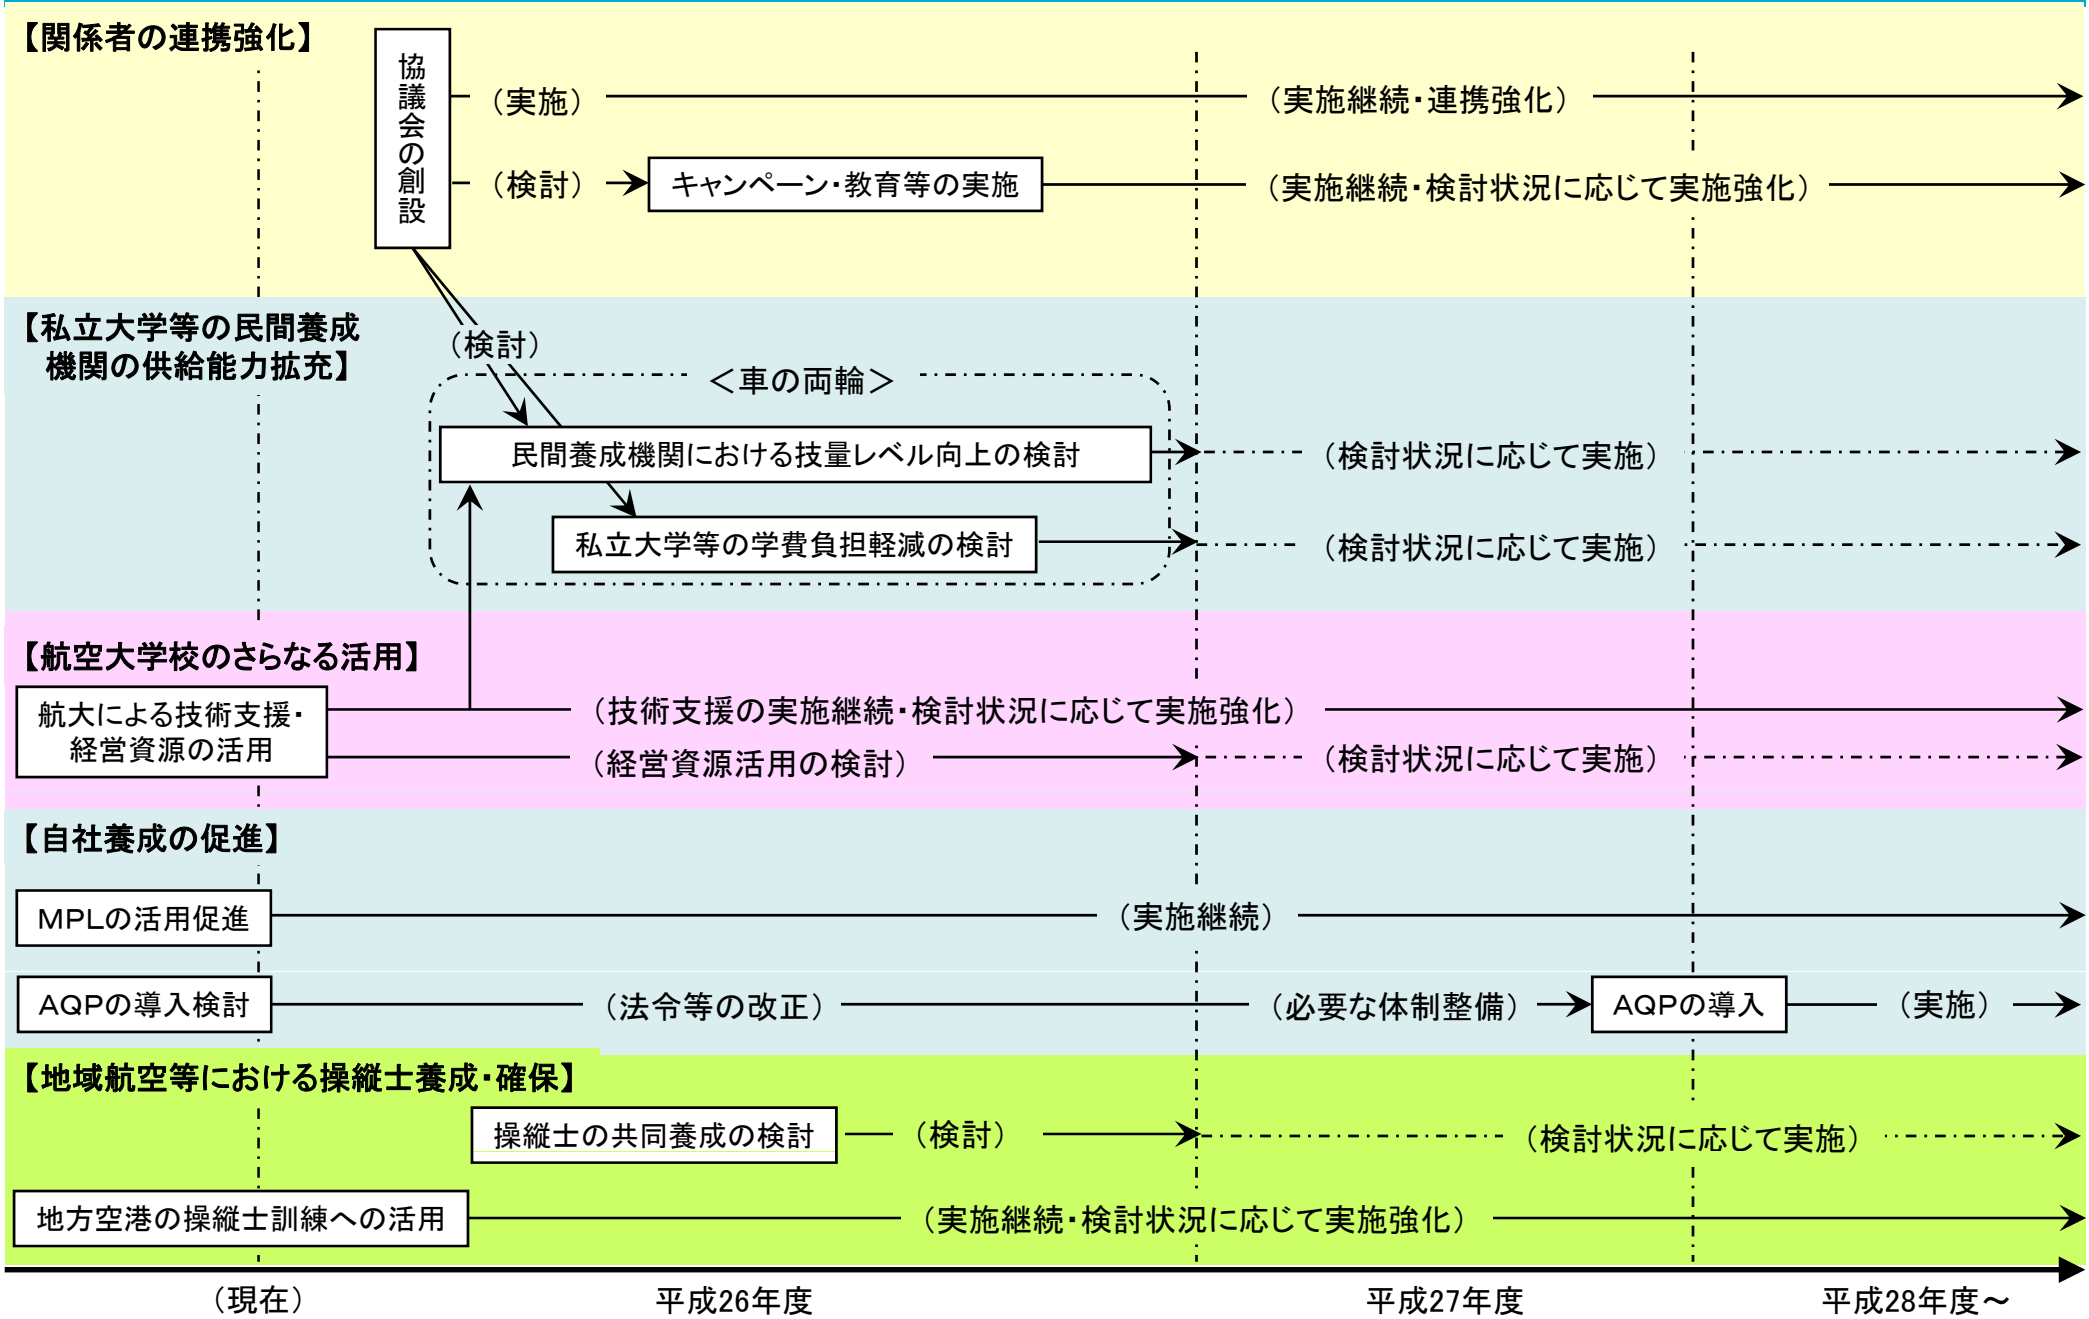 【関係者の連携強化】
協議会の創設
（実施）
（実施継続・連携強化）
（検討）
キャンペーン・教育等の実施
（実施継続・検討状況に応じて実施強化）
【私立大学等の民間養成
機関の供給能力拡充】
（検討）
＜車の両輪＞
民間養成機関における技量レベル向上の検討
（検討状況に応じて実施）
私立大学等の学費負担軽減の検討
（検討状況に応じて実施）
【航空大学校のさらなる活用】
航大による技術支援・
経営資源の活用
（技術支援の実施継続・検討状況に応じて実施強化）
（経営資源活用の検討）
（検討状況に応じて実施）
【自社養成の促進】
MPLの活用促進
（実施継続）
AQPの導入検討
（法令等の改正）
（必要な体制整備）
AQPの導入
（実施）
【地域航空等における操縦士養成・確保】
操縦士の共同養成の検討
（検討）
（検討状況に応じて実施）
地方空港の操縦士訓練への活用
（実施継続・検討状況に応じて実施強化）
（現在）
平成26年度
平成27年度
平成28年度～